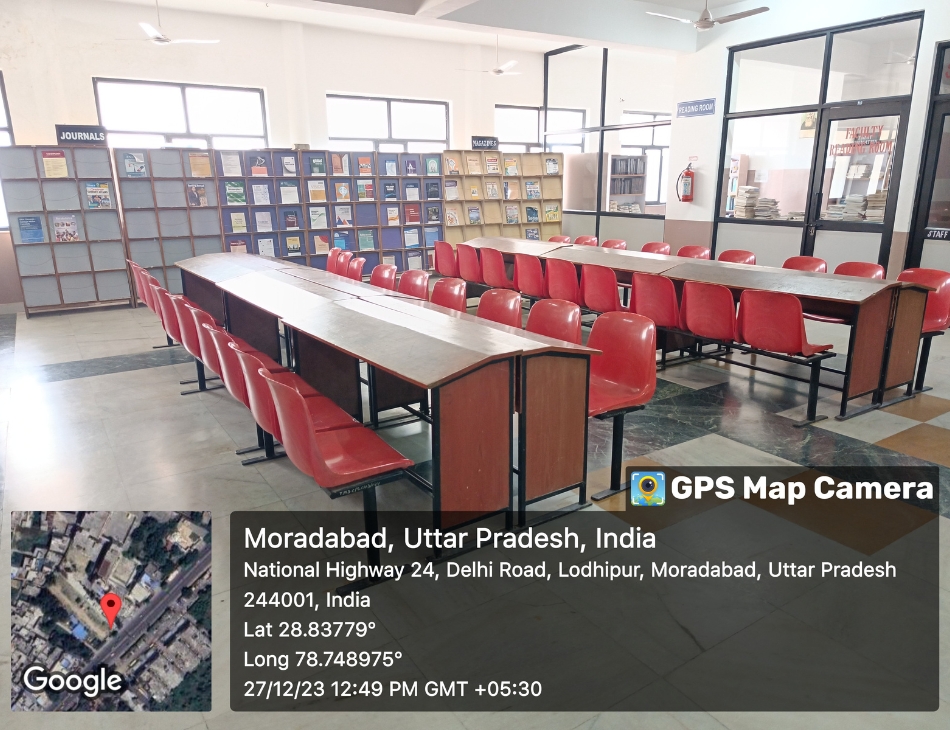 JOURNALS
MAGAZINES
READING ROOM
FACULTY
READING ROOM
STAFF
GPS Map Camera
Moradabad, Uttar Pradesh, India
National Highway 24, Delhi Road, Lodhipur, Moradabad, Uttar Pradesh
244001, India
Lat 28.83779°
Long 78.748975°
27/12/23 12:49 PM GMT +05:30
Google